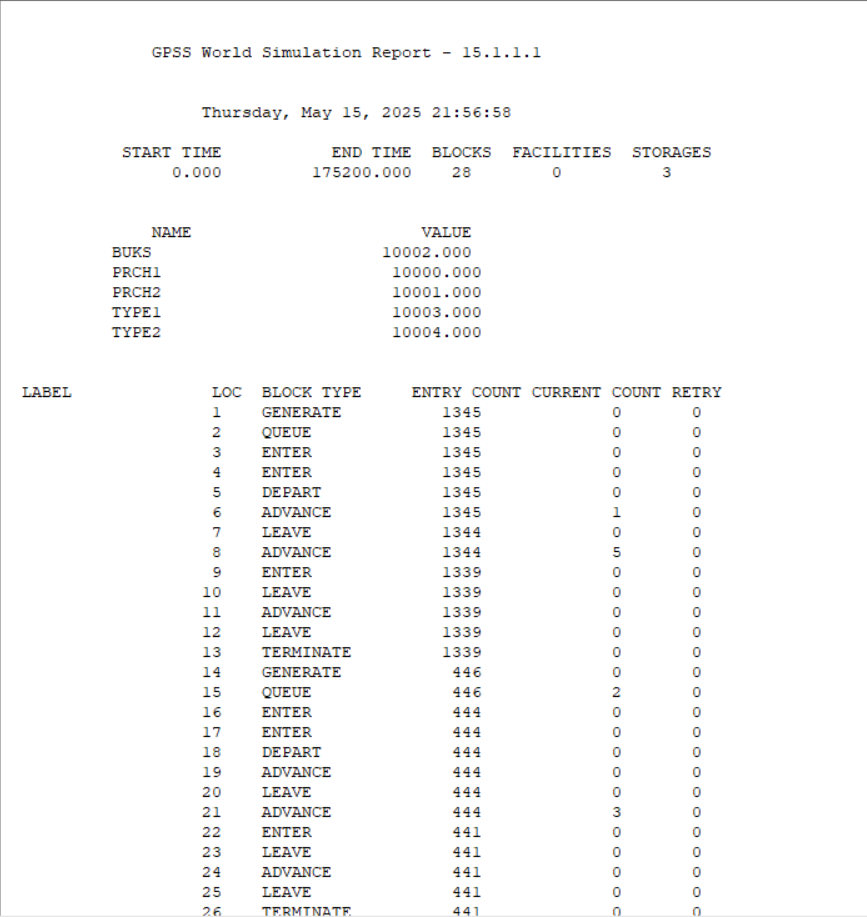 GPSS World Simulation Report - 15.1.1.1
Thursday, May 15, 2025 21:56:58
START TIME END TIME BLOCKS FACILITIES STORAGES
0.000 175200.000 28 0 3
NAME VALUE
BUKS 10002.000
PRCH1 10000.000
PRCH2 10001.000
TYPE1 10003.000
TYPE2 10004.000
LABEL LOC BLOCK TYPE ENTRY COUNT CURRENT COUNT RETRY
1 GENERATE 1345 0 0
2 QUEUE 1345 0 0
3 ENTER 1345 0 0
4 ENTER 1345 0 0
5 DEPART 1345 0 0
6 ADVANCE 1345 1 0
7 LEAVE 1344 0 0
8 ADVANCE 1344 5 0
9 ENTER 1339 0 0
10 LEAVE 1339 0 0
11 ADVANCE 1339 0 0
12 LEAVE 1339 0 0
13 TERMINATE 1339 0 0
14 GENERATE 446 0 0
15 QUEUE 446 2 0
16 ENTER 444 0 0
17 ENTER 444 0 0
18 DEPART 444 0 0
19 ADVANCE 444 0 0
20 LEAVE 444 0 0
21 ADVANCE 444 3 0
22 ENTER 441 0 0
23 LEAVE 441 0 0
24 ADVANCE 441 0 0
25 LEAVE 441 0 0
26 TERMINATE 441 0 0